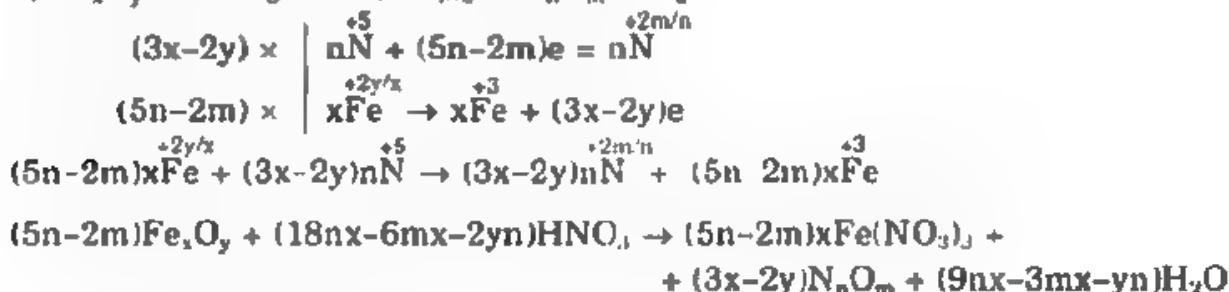 +5 +2m/n
(3x-2y) × | nN + (5n-2m)e = nN
+2y/x +3
(5n-2m) × | xFe → xFe + (3x-2y)e
+2y/x +5 +2m/n +3
(5n-2m)xFe + (3x-2y)nN → (3x-2y)nN + (5n 2m)xFe
(5n-2m)FeₓOᵧ + (18nx-6mx-2yn)HNO₃ → (5n-2m)xFe(NO₃)₃ +
+ (3x-2y)NₙOₘ + (9nx-3mx-yn)H₂O